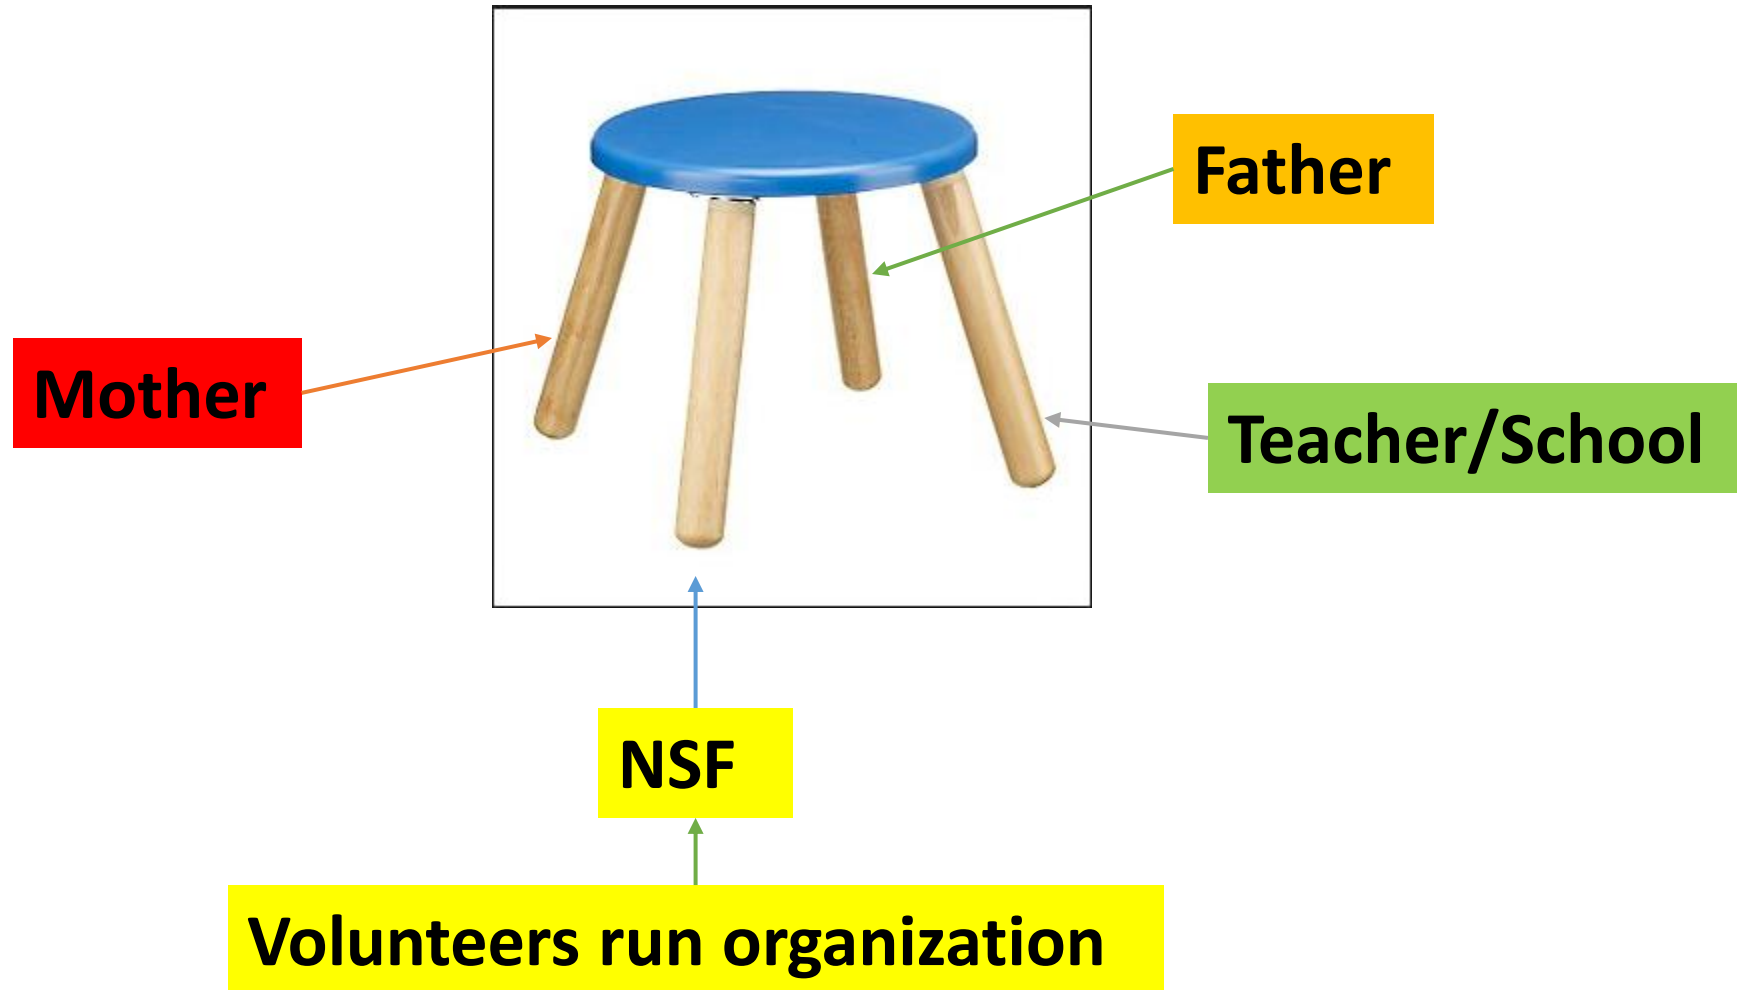 Father
Mother
Teacher/School
NSF
Volunteers run organization